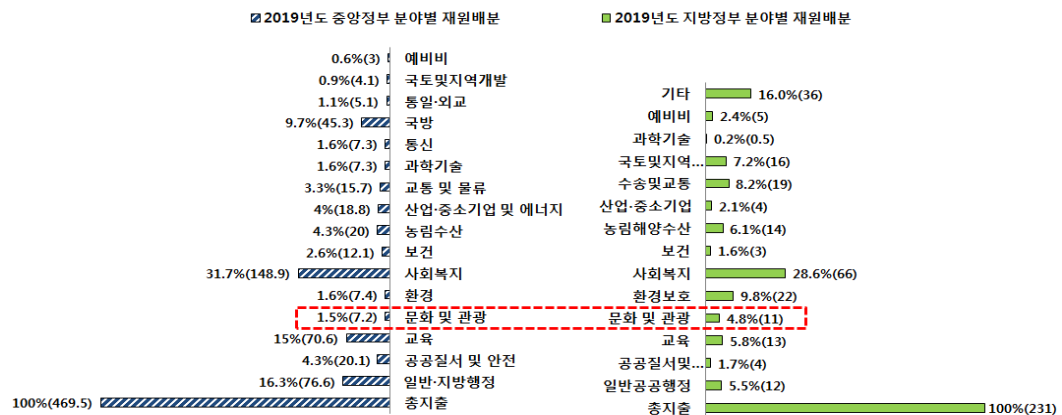 2019년도 중앙정부 분야별 재원배분
0.6%(3) 예비비
0.9%(4.1) 국토및지역개발
1.1%(5.1) 통일·외교
9.7%(45.3) 국방
1.6%(7.3) 통신
1.6%(7.3) 과학기술
3.3%(15.7) 교통 및 물류
4%(18.8) 산업·중소기업 및 에너지
4.3%(20) 농림수산
2.6%(12.1) 보건
31.7%(148.9) 사회복지
1.6%(7.4) 환경
1.5%(7.2) 문화 및 관광
15%(70.6) 교육
4.3%(20.1) 공공질서 및 안전
16.3%(76.6) 일반·지방행정
100%(469.5) 총지출
2019년도 지방정부 분야별 재원배분
기타 16.0%(36)
예비비 2.4%(5)
과학기술 0.2%(0.5)
국토및지역... 7.2%(16)
수송및교통 8.2%(19)
산업·중소기업 2.1%(4)
농림해양수산 6.1%(14)
보건 1.6%(3)
사회복지 28.6%(66)
환경보호 9.8%(22)
문화 및 관광 4.8%(11)
교육 5.8%(13)
공공질서및... 1.7%(4)
일반공공행정 5.5%(12)
총지출 100%(231)